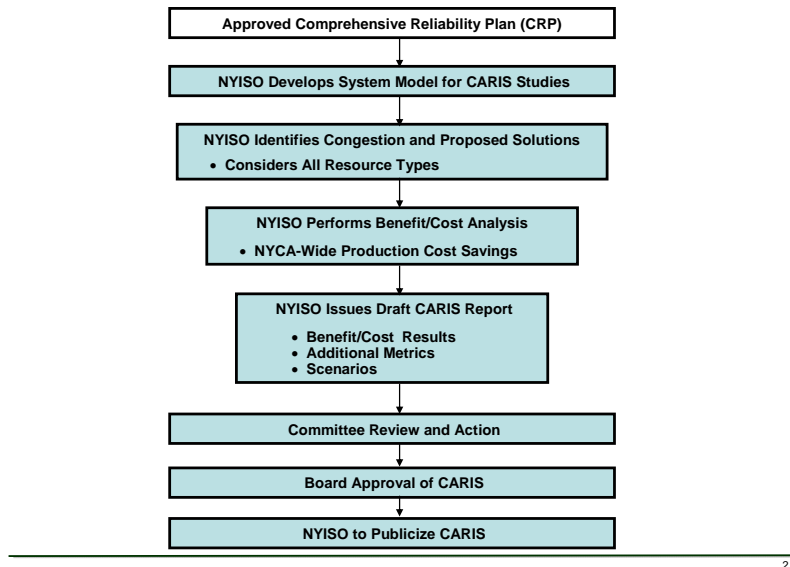 Approved Comprehensive Reliability Plan (CRP)
NYISO Develops System Model for CARIS Studies
NYISO Identifies Congestion and Proposed Solutions
• Considers All Resource Types
NYISO Performs Benefit/Cost Analysis
• NYCA-Wide Production Cost Savings
NYISO Issues Draft CARIS Report
• Benefit/Cost Results
• Additional Metrics
• Scenarios
Committee Review and Action
Board Approval of CARIS
NYISO to Publicize CARIS
2